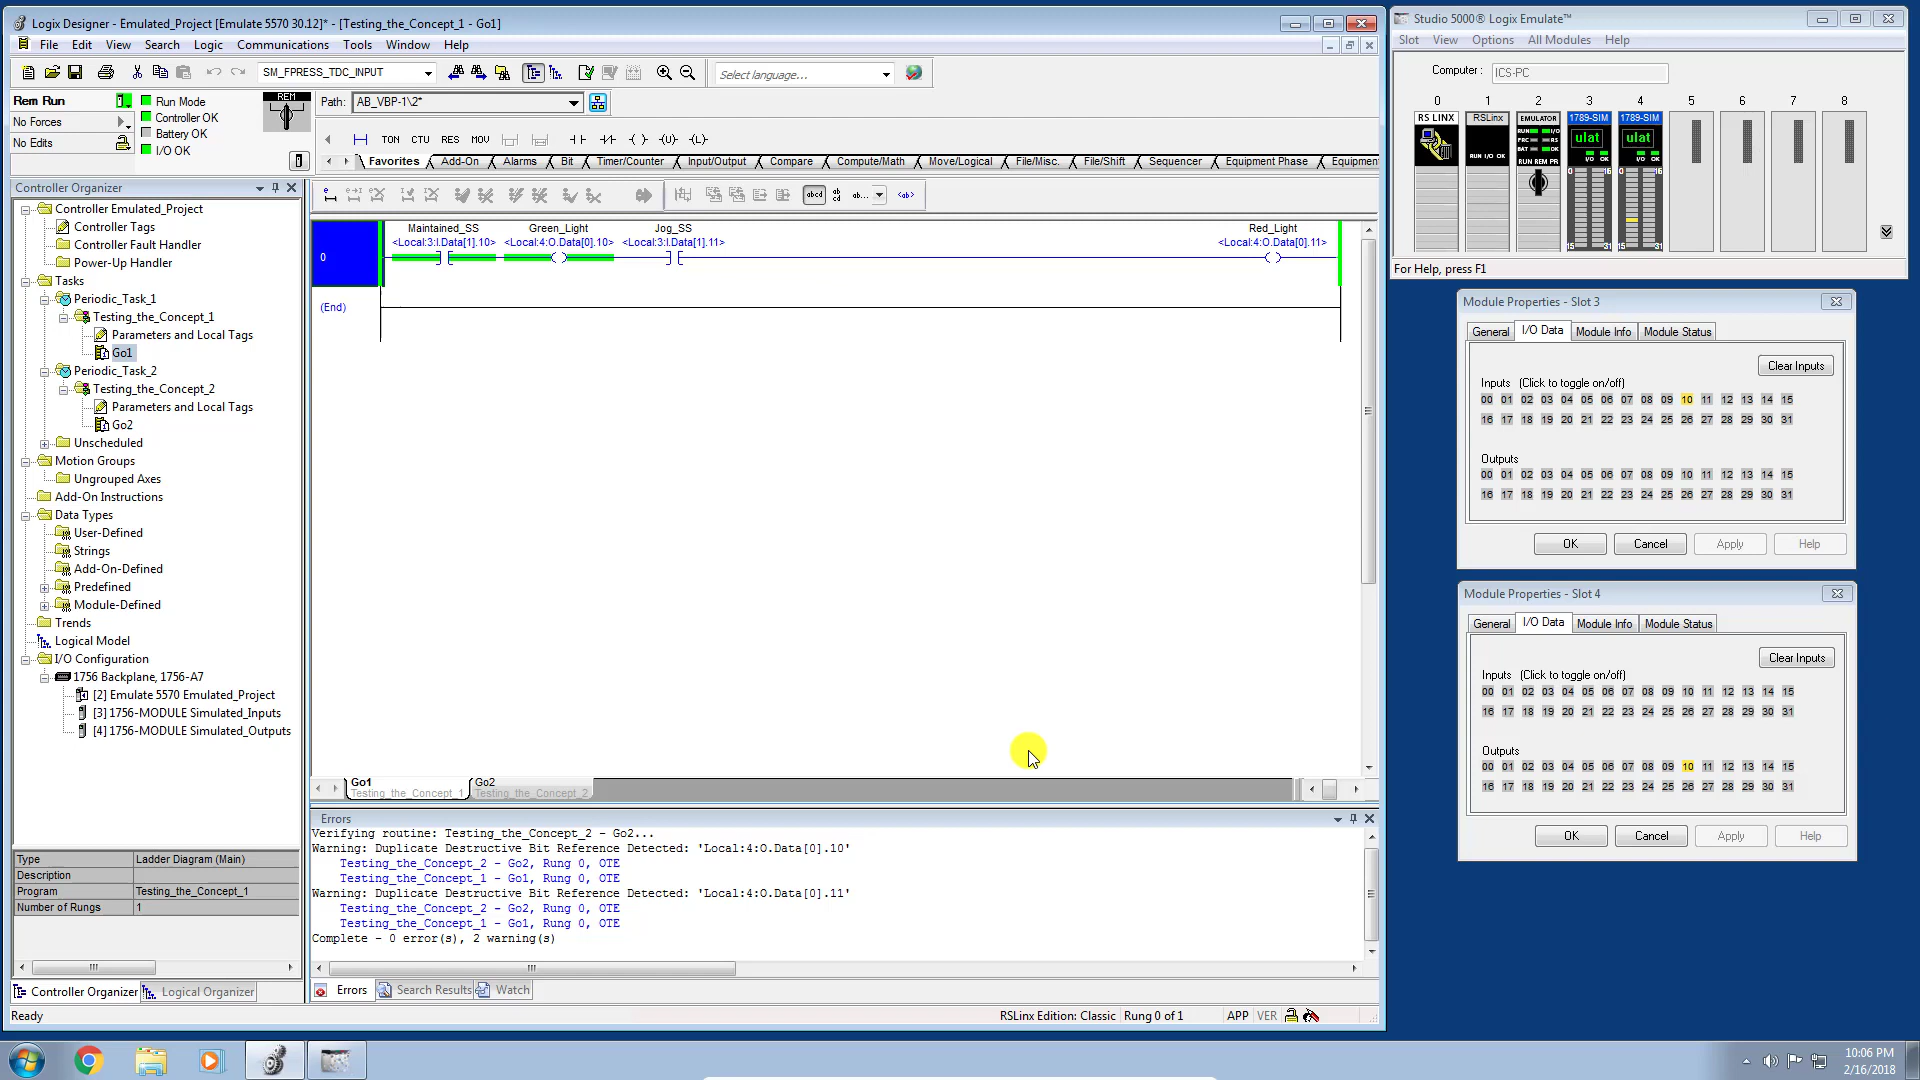 Logix Designer - Emulated_Project [Emulate 5570 30.12]* - [Testing_the_Concept_1 - Go1]
File Edit View Search Logic Communications Tools Window Help
SM_FPRESS_TDC_INPUT
Select language...
Rem Run
No Forces
No Edits
Run Mode
Controller OK
Battery OK
I/O OK
REM
Path: AB_VBP-1\2*
TON CTU RES MOV
Favorites Add-On Alarms Bit Timer/Counter Input/Output Compare Compute/Math Move/Logical File/Misc. File/Shift Sequencer Equipment Phase Equipment
Controller Organizer
Controller Emulated_Project
Controller Tags
Controller Fault Handler
Power-Up Handler
Tasks
Periodic_Task_1
Testing_the_Concept_1
Parameters and Local Tags
Go1
Periodic_Task_2
Testing_the_Concept_2
Parameters and Local Tags
Go2
Unscheduled
Motion Groups
Ungrouped Axes
Add-On Instructions
Data Types
User-Defined
Strings
Add-On-Defined
Predefined
Module-Defined
Trends
Logical Model
I/O Configuration
1756 Backplane, 1756-A7
[2] Emulate 5570 Emulated_Project
[3] 1756-MODULE Simulated_Inputs
[4] 1756-MODULE Simulated_Outputs
Type Ladder Diagram (Main)
Description
Program Testing_the_Concept_1
Number of Rungs 1
Controller Organizer Logical Organizer
Ready
Maintained_SS Green_Light Jog_SS Red_Light
<Local:3:I.Data[1].10> <Local:4:O.Data[0].10> <Local:3:I.Data[1].11> <Local:4:O.Data[0].11>
0
(End)
Go1
Testing_the_Concept_1
Go2
Testing_the_Concept_2
Errors
Verifying routine: Testing_the_Concept_2 - Go2...
Warning: Duplicate Destructive Bit Reference Detected: 'Local:4:O.Data[0].10'
Testing_the_Concept_2 - Go2, Rung 0, OTE
Testing_the_Concept_1 - Go1, Rung 0, OTE
Warning: Duplicate Destructive Bit Reference Detected: 'Local:4:O.Data[0].11'
Testing_the_Concept_2 - Go2, Rung 0, OTE
Testing_the_Concept_1 - Go1, Rung 0, OTE
Complete - 0 error(s), 2 warning(s)
Errors Search Results Watch
RSLinx Edition: Classic Rung 0 of 1 APP VER
Studio 5000® Logix Emulate™
Slot View Options All Modules Help
Computer : ICS-PC
0 1 2 3 4 5 6 7 8
RS LINX RSLinx EMULATOR 1789-SIM 1789-SIM
ulat ulat
RUN I/O OK
RUN REM PR
For Help, press F1
Module Properties - Slot 3
General I/O Data Module Info Module Status
Clear Inputs
Inputs (Click to toggle on/off)
00 01 02 03 04 05 06 07 08 09 10 11 12 13 14 15
16 17 18 19 20 21 22 23 24 25 26 27 28 29 30 31
Outputs
00 01 02 03 04 05 06 07 08 09 10 11 12 13 14 15
16 17 18 19 20 21 22 23 24 25 26 27 28 29 30 31
OK Cancel Apply Help
Module Properties - Slot 4
General I/O Data Module Info Module Status
Clear Inputs
Inputs (Click to toggle on/off)
00 01 02 03 04 05 06 07 08 09 10 11 12 13 14 15
16 17 18 19 20 21 22 23 24 25 26 27 28 29 30 31
Outputs
00 01 02 03 04 05 06 07 08 09 10 11 12 13 14 15
16 17 18 19 20 21 22 23 24 25 26 27 28 29 30 31
OK Cancel Apply Help
10:06 PM
2/16/2018